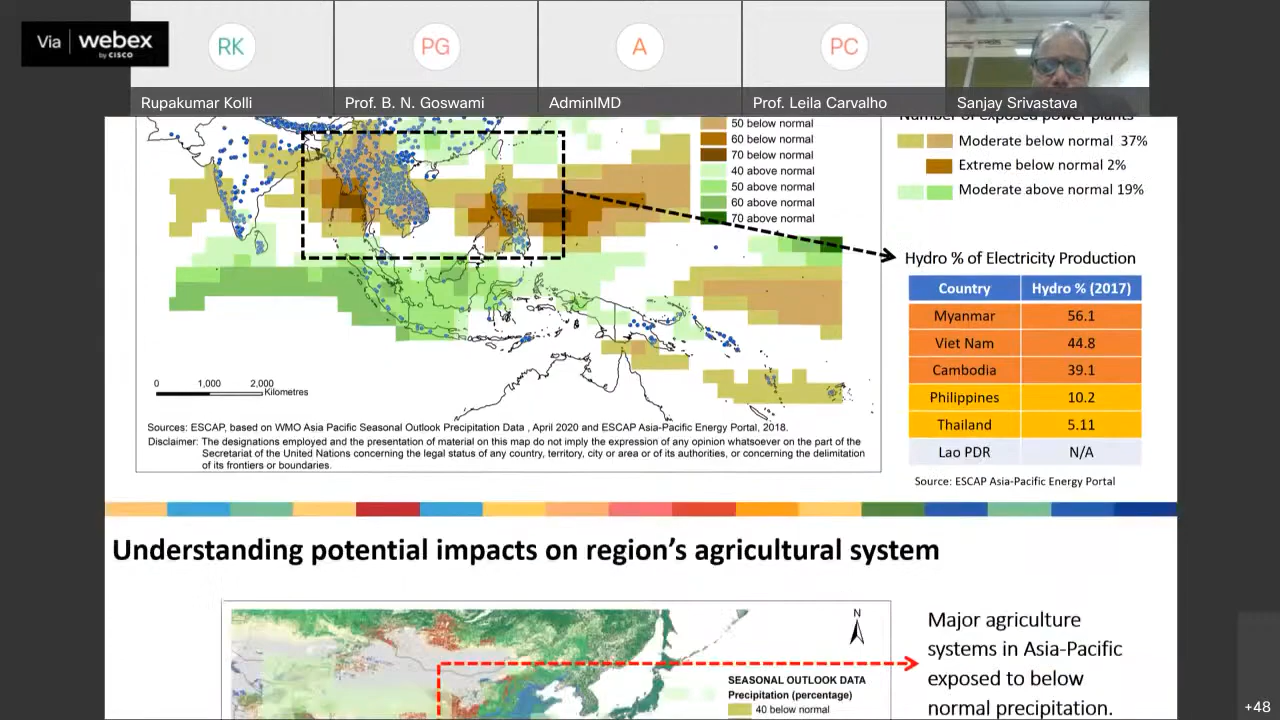 Via webex
by CISCO
RK
PG
A
PC
Rupakumar Kolli
Prof. B. N. Goswami
AdminIMD
Prof. Leila Carvalho
Sanjay Srivastava
50 below normal
60 below normal
70 below normal
40 above normal
50 above normal
60 above normal
70 above normal
Number of exposed power plants
Moderate below normal 37%
Extreme below normal 2%
Moderate above normal 19%
Hydro % of Electricity Production
Country Hydro % (2017)
Myanmar 56.1
Viet Nam 44.8
Cambodia 39.1
Philippines 10.2
Thailand 5.11
Lao PDR N/A
Source: ESCAP Asia-Pacific Energy Portal
0 1,000 2,000
Kilometres
Sources: ESCAP, based on WMO Asia Pacific Seasonal Outlook Precipitation Data , April 2020 and ESCAP Asia-Pacific Energy Portal, 2018.
Disclaimer: The designations employed and the presentation of material on this map do not imply the expression of any opinion whatsoever on the part of the
Secretariat of the United Nations concerning the legal status of any country, territory, city or area or of its authorities, or concerning the delimitation
of its frontiers or boundaries.
Understanding potential impacts on region's agricultural system
N
SEASONAL OUTLOOK DATA
Precipitation (percentage)
40 below normal
Major agriculture
systems in Asia-Pacific
exposed to below
normal precipitation.
+48